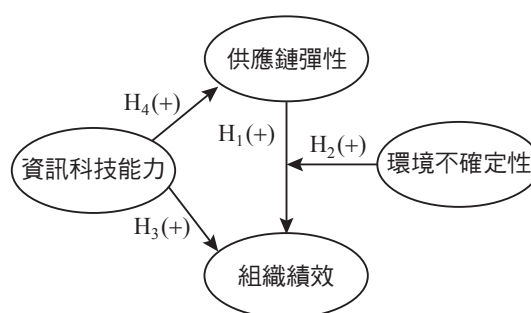 供應鏈彈性
H₄(+)
H₁(+)
H₂(+)
資訊科技能力
環境不確定性
H₃(+)
組織績效